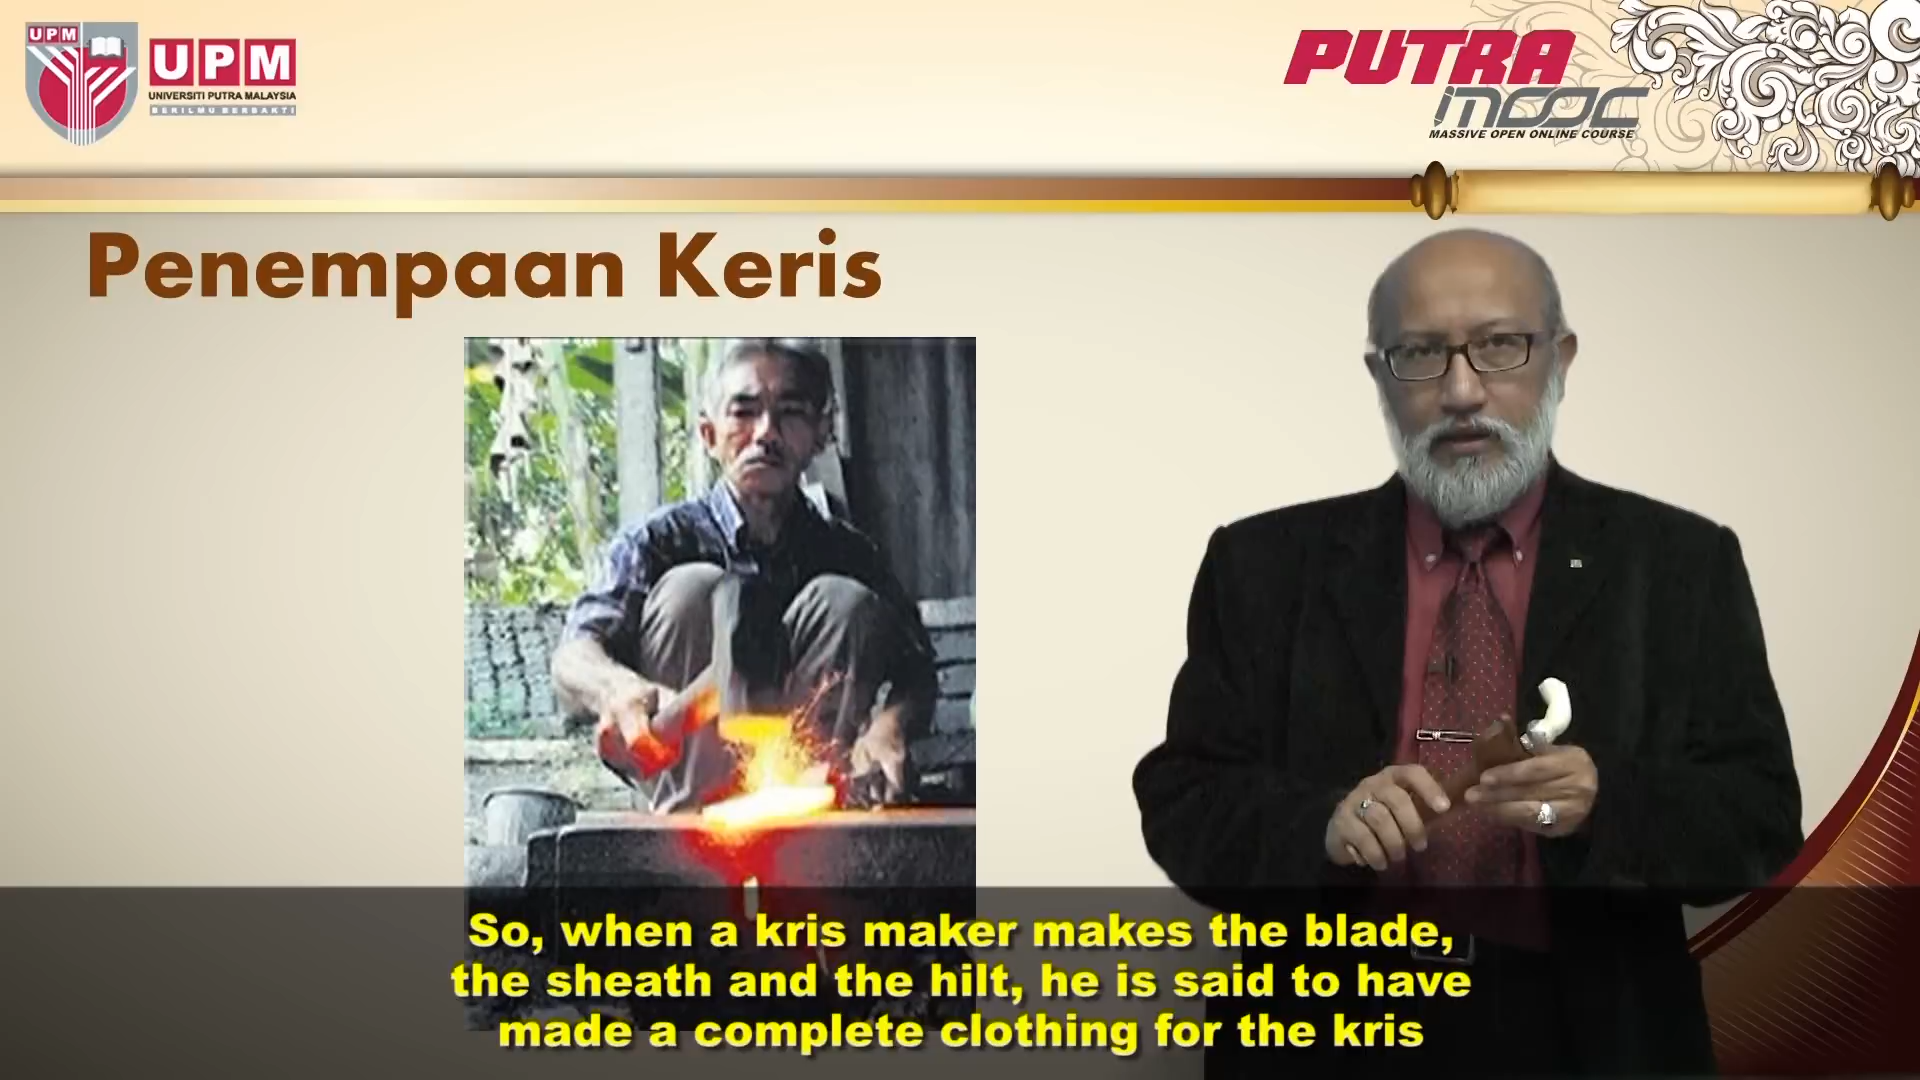 UPM
UPM
UNIVERSITI PUTRA MALAYSIA
BERILMU BERBAKTI
PUTRA
MOOC
MASSIVE OPEN ONLINE COURSE
Penempaan Keris
So, when a kris maker makes the blade,
the sheath and the hilt, he is said to have
made a complete clothing for the kris